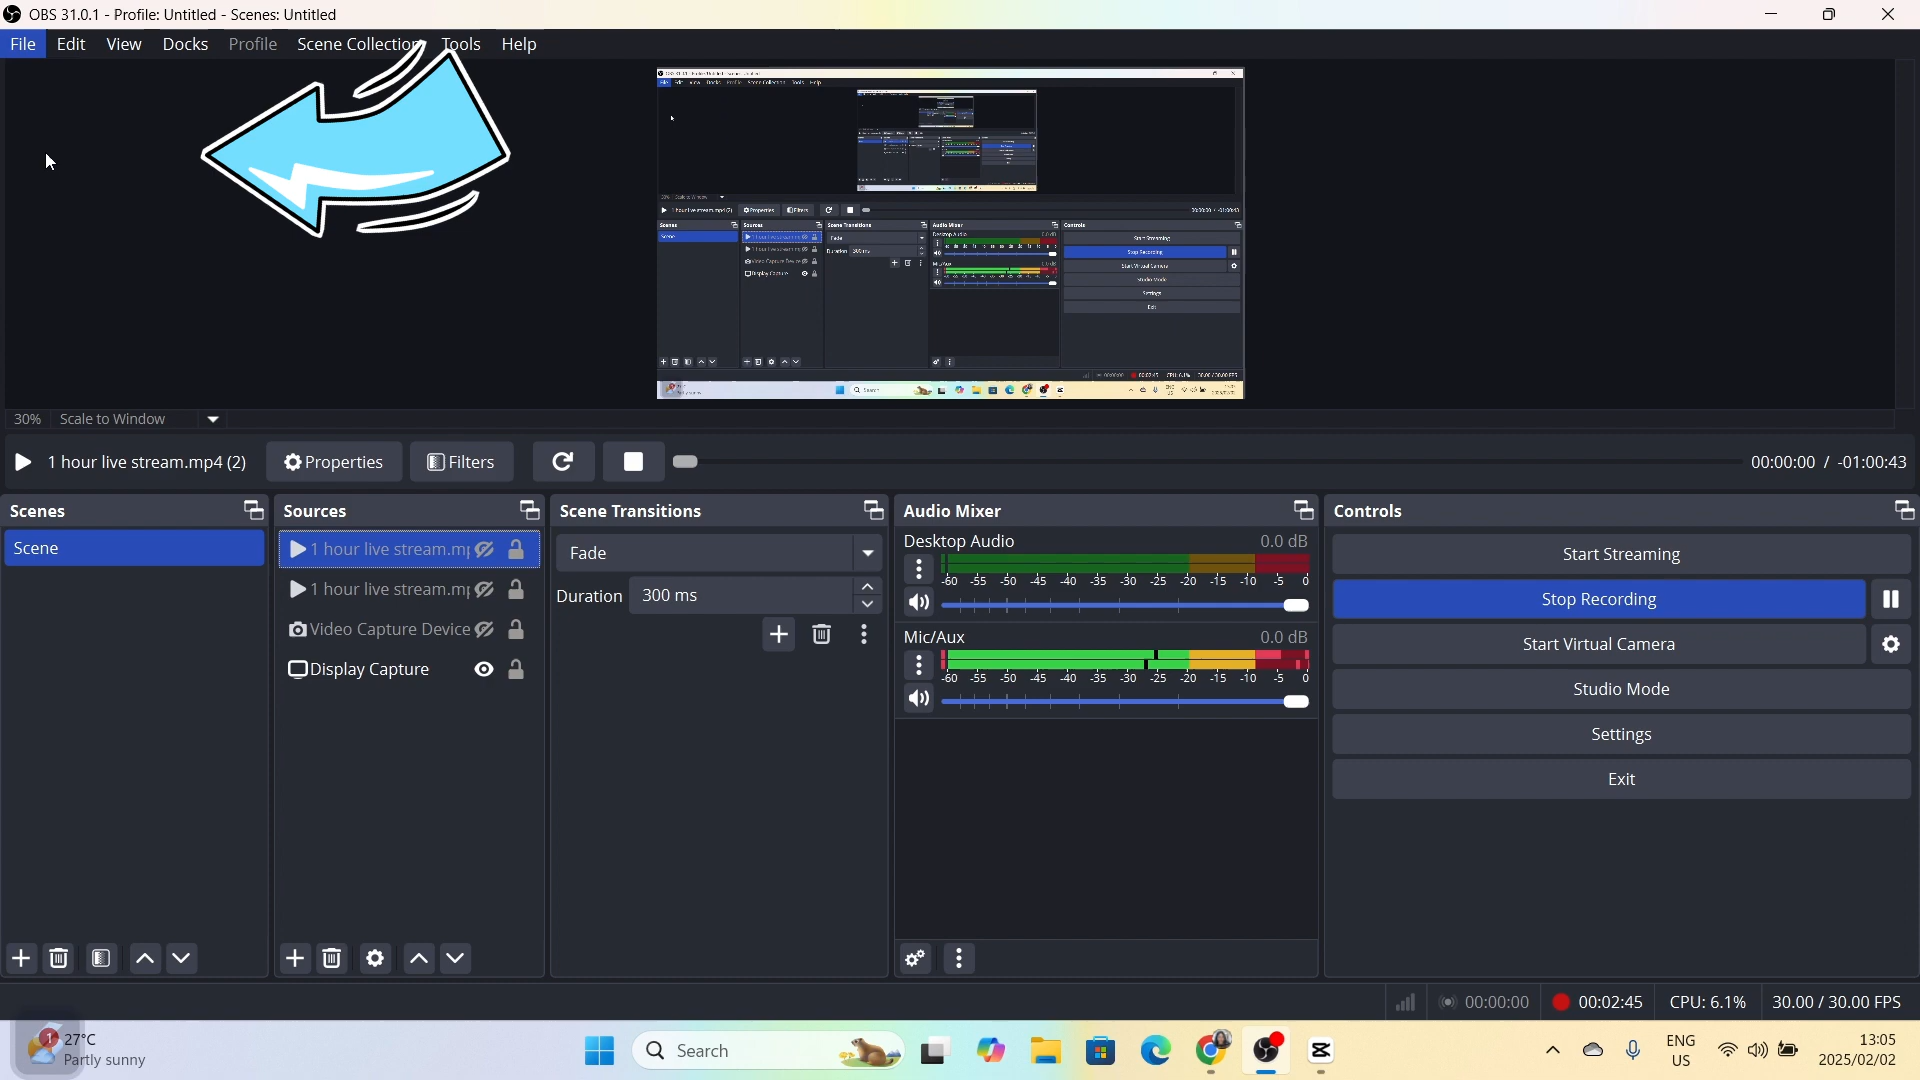 OBS 31.0.1 - Profile: Untitled - Scenes: Untitled
File Edit View Docks Profile Scene Collection Tools Help
30% Scale to Window
1 hour live stream.mp4 (2) Properties Filters 00:00:00 / -01:00:43
Scenes
Scene
Sources
1 hour live stream.mp
1 hour live stream.mp
Video Capture Device
Display Capture
Scene Transitions
Fade
Duration 300 ms
Audio Mixer
Desktop Audio 0.0 dB
-60 -55 -50 -45 -40 -35 -30 -25 -20 -15 -10 -5 0
Mic/Aux 0.0 dB
-60 -55 -50 -45 -40 -35 -30 -25 -20 -15 -10 -5 0
Controls
Start Streaming
Stop Recording
Start Virtual Camera
Studio Mode
Settings
Exit
00:00:00 00:02:45 CPU: 6.1% 30.00 / 30.00 FPS
1 27°C
Partly sunny
Search
ENG
US
13:05
2025/02/02